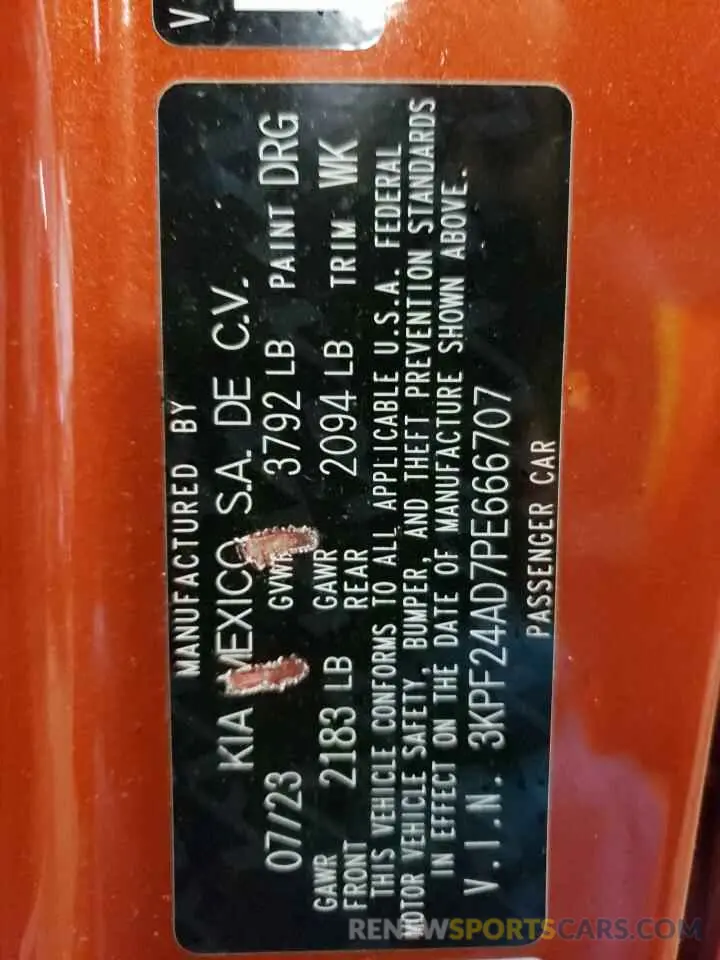 V
MANUFACTURED BY
KIA MEXICO S.A. DE C.V.
07/23 GVWR 3792 LB PAINT DRG
GAWR FRONT 2183 LB GAWR REAR 2094 LB TRIM WK
THIS VEHICLE CONFORMS TO ALL APPLICABLE U.S.A. FEDERAL
MOTOR VEHICLE SAFETY, BUMPER, AND THEFT PREVENTION STANDARDS
IN EFFECT ON THE DATE OF MANUFACTURE SHOWN ABOVE.
V.I.N. 3KPF24AD7PE666707
PASSENGER CAR
RENEWSPORTSCARS.COM